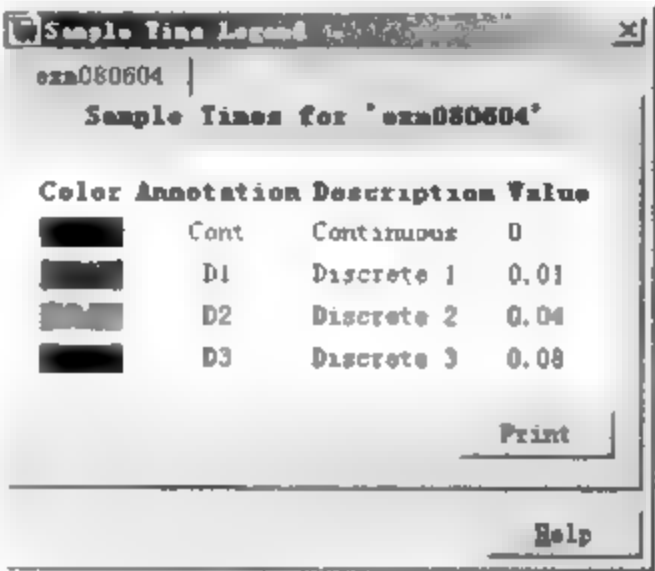 Sample Time Legend
exm080604
Sample Times for 'exm080604'
Color Annotation Description Value
Cont Continuous 0
D1 Discrete 1 0.01
D2 Discrete 2 0.04
D3 Discrete 3 0.08
Print
Help